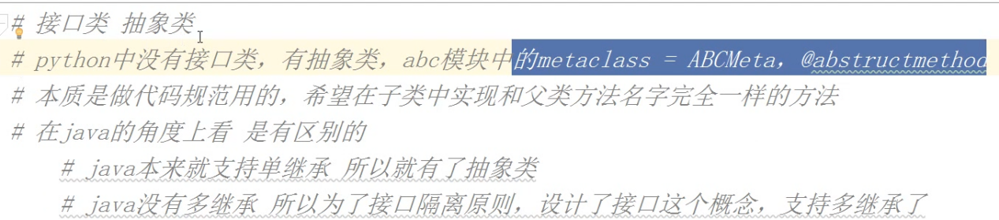 # 接口类 抽象类
# python中没有接口类，有抽象类，abc模块中的metaclass = ABCMeta，@abstructmethod
# 本质是做代码规范用的，希望在子类中实现和父类方法名字完全一样的方法
# 在java的角度上看 是有区别的
# java本来就支持单继承 所以就有了抽象类
# java没有多继承 所以为了接口隔离原则，设计了接口这个概念，支持多继承了